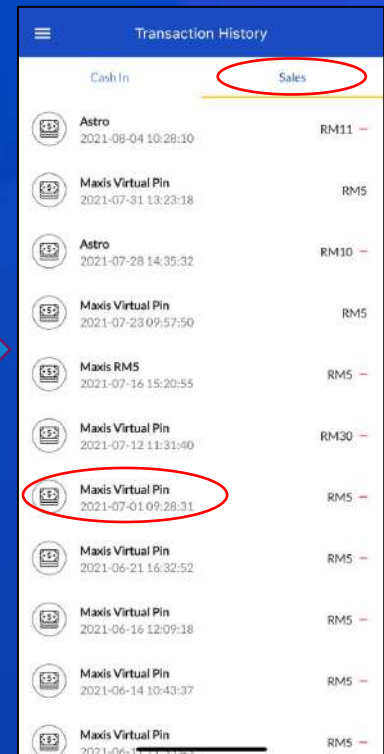 Transaction History
Cash In
Sales
Astro
2021-08-04 10:28:10
RM11 –
Maxis Virtual Pin
2021-07-31 13:23:18
RM5
Astro
2021-07-28 14:35:32
RM10 –
Maxis Virtual Pin
2021-07-23 09:57:50
RM5
Maxis RM5
2021-07-16 15:20:55
RM5 –
Maxis Virtual Pin
2021-07-12 11:31:40
RM30 –
Maxis Virtual Pin
2021-07-01 09:28:31
RM5 –
Maxis Virtual Pin
2021-06-21 16:32:52
RM5 –
Maxis Virtual Pin
2021-06-16 12:09:18
RM5 –
Maxis Virtual Pin
2021-06-14 10:43:37
RM5 –
Maxis Virtual Pin
RM5 –